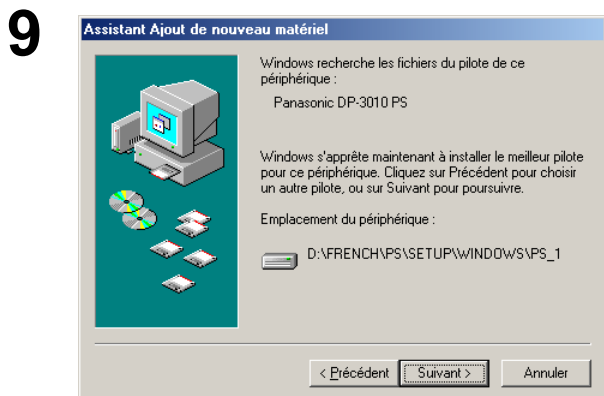 9
Assistant Ajout de nouveau matériel
Windows recherche les fichiers du pilote de ce
périphérique :
Panasonic DP-3010 PS
Windows s'apprête maintenant à installer le meilleur pilote
pour ce périphérique. Cliquez sur Précédent pour choisir
un autre pilote, ou sur Suivant pour poursuivre.
Emplacement du périphérique :
D:\FRENCH\PS\SETUP\WINDOWS\PS_1
< Précédent Suivant > Annuler